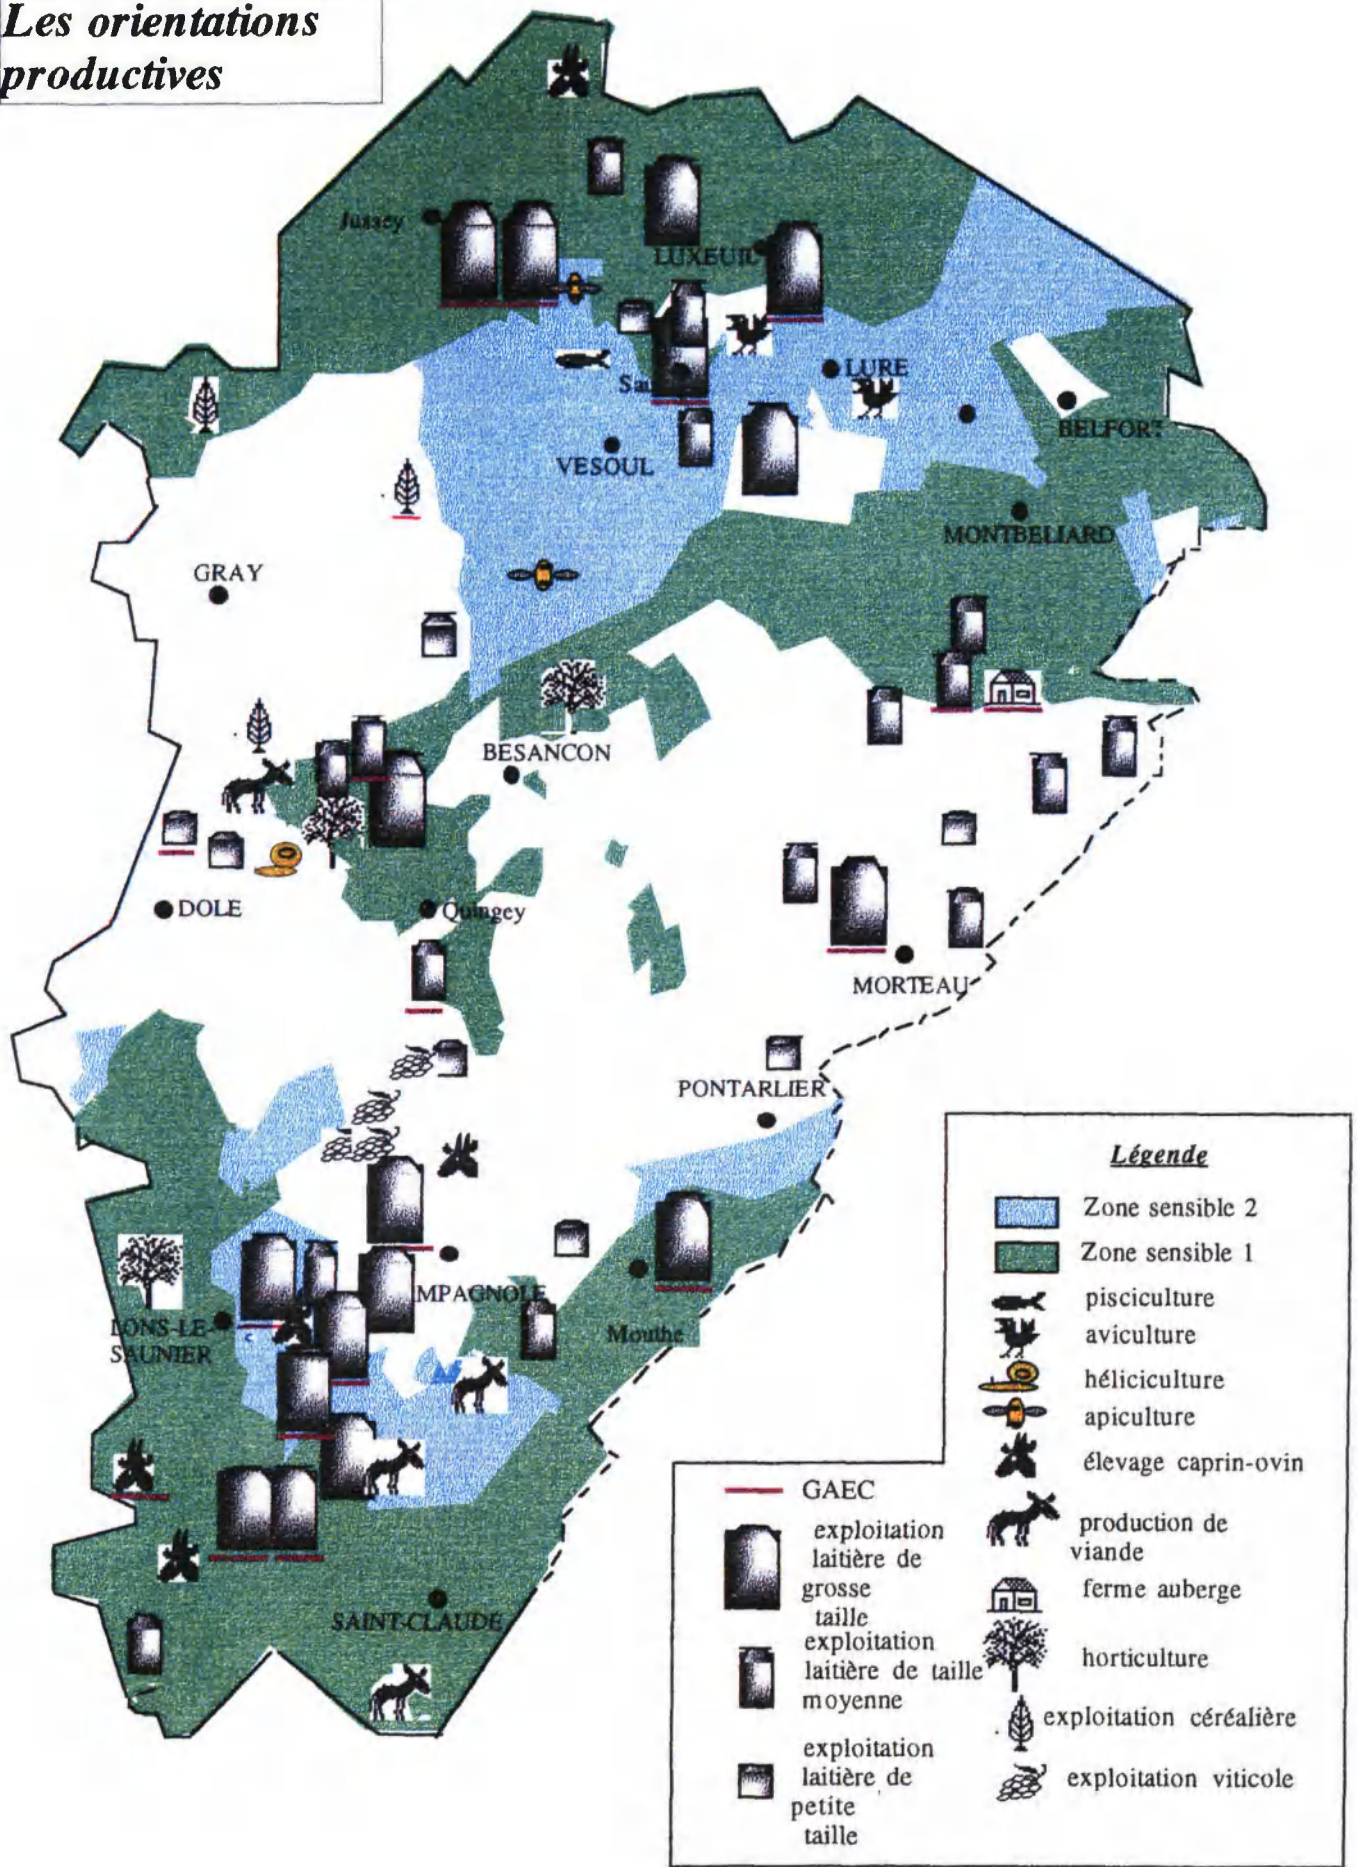 Les orientations
productives
Jussey
LUXEUIL
LURE
BELFORT
VESOUL
MONTBELIARD
GRAY
BESANCON
DOLE
Quingey
MORTEAU
PONTARLIER
MPAGNOLE
Mouthe
LONS-LE-
SAUNIER
SAINT-CLAUDE
Légende
Zone sensible 2
Zone sensible 1
pisciculture
aviculture
héliciculture
apiculture
élevage caprin-ovin
production de
viande
ferme auberge
horticulture
exploitation céréalière
exploitation viticole
GAEC
exploitation
laitière de
grosse
taille
exploitation
laitière de taille
moyenne
exploitation
laitière de
petite
taille